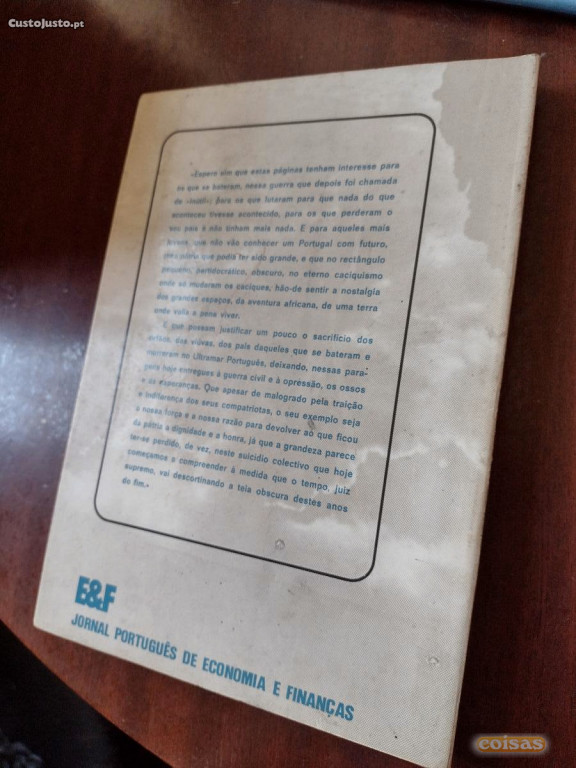 CustoJusto.pt
«Espero sim que estas páginas tenham interesse para
os que se bateram, nessa guerra que depois foi chamada
de «inútil»; para os que lutaram para que nada do que
aconteceu tivesse acontecido, para os que perderam o
seu país e não tinham mais nada. E para aqueles mais
jovens, que não vão conhecer um Portugal com futuro,
uma pátria que podia ter sido grande, e que no rectângulo
pequeno, partidocrático, obscuro, no eterno caciquismo
onde só mudaram os caciques, hão-de sentir a nostalgia
dos grandes espaços, da aventura africana, de uma terra
onde valia a pena viver.
E que possam justificar um pouco o sacrifício dos
órfãos, das viúvas, dos pais daqueles que se bateram e
morreram no Ultramar Português, deixando, nessas para-
gens hoje entregues à guerra civil e à opressão, os ossos
e as esperanças. Que apesar de malogrado pela traição
e indiferença dos seus compatriotas, o seu exemplo seja
a nossa força e a nossa razão para devolver ao que ficou
da pátria a dignidade e a honra, já que a grandeza parece
ter-se perdido, de vez, neste suicídio colectivo que hoje
começamos a compreender à medida que o tempo, juiz
supremo, vai descortinando a teia obscura destes anos
do fim.»
E&F
JORNAL PORTUGUÊS DE ECONOMIA E FINANÇAS
coisas